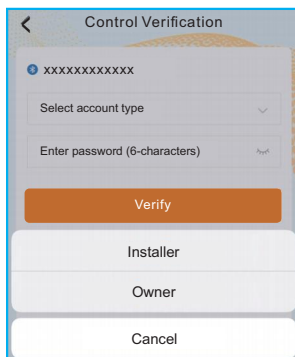 Control Verification
xxxxxxxxxxxx
Select account type
Enter password (6-characters)
Verify
Installer
Owner
Cancel